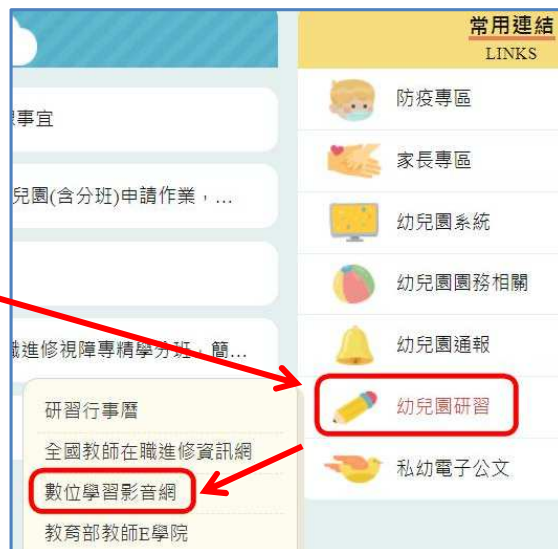 事宜
兒園(含分班)申請作業，...
職進修視障專精學分班，簡...
常用連結
LINKS
防疫專區
家長專區
幼兒園系統
幼兒園園務相關
幼兒園通報
幼兒園研習
私幼電子公文
研習行事曆
全國教師在職進修資訊網
數位學習影音網
教育部教師E學院